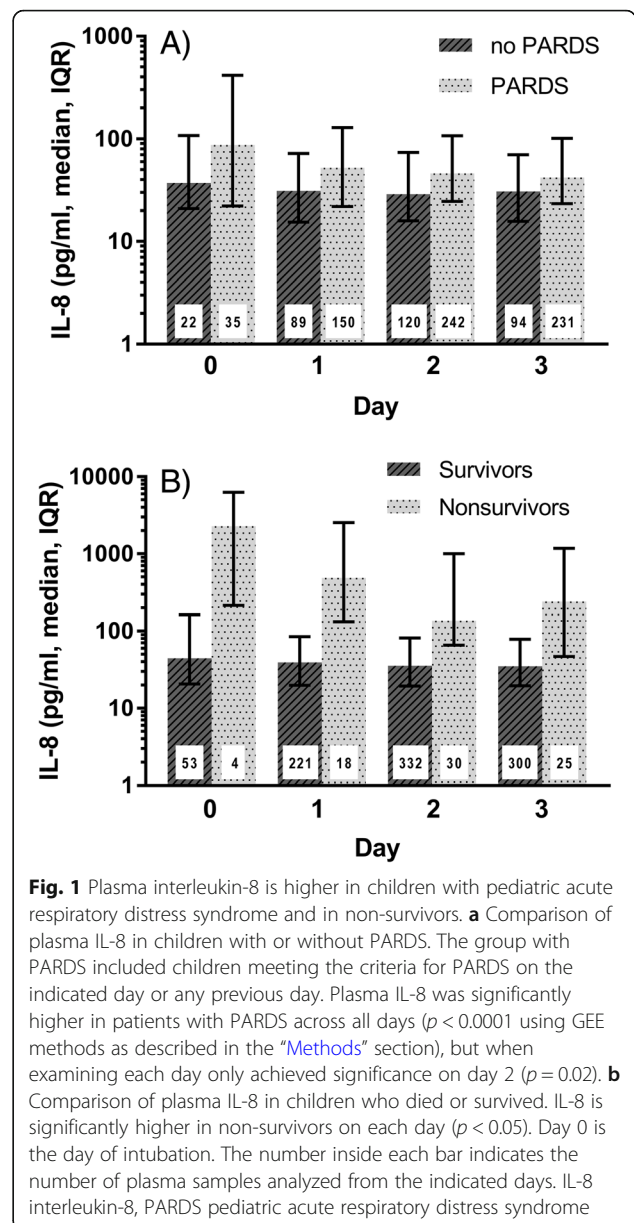 A)
no PARDS
PARDS
IL-8 (pg/ml, median, IQR)
1000
100
10
1
22 35 89 150 120 242 94 231
0 1 2 3
Day
B)
Survivors
Nonsurvivors
IL-8 (pg/ml, median, IQR)
10000
1000
100
10
1
53 4 221 18 332 30 300 25
0 1 2 3
Day
Fig. 1 Plasma interleukin-8 is higher in children with pediatric acute
respiratory distress syndrome and in non-survivors. a Comparison of
plasma IL-8 in children with or without PARDS. The group with
PARDS included children meeting the criteria for PARDS on the
indicated day or any previous day. Plasma IL-8 was significantly
higher in patients with PARDS across all days (p < 0.0001 using GEE
methods as described in the “Methods” section), but when
examining each day only achieved significance on day 2 (p = 0.02). b
Comparison of plasma IL-8 in children who died or survived. IL-8 is
significantly higher in non-survivors on each day (p < 0.05). Day 0 is
the day of intubation. The number inside each bar indicates the
number of plasma samples analyzed from the indicated days. IL-8
interleukin-8, PARDS pediatric acute respiratory distress syndrome